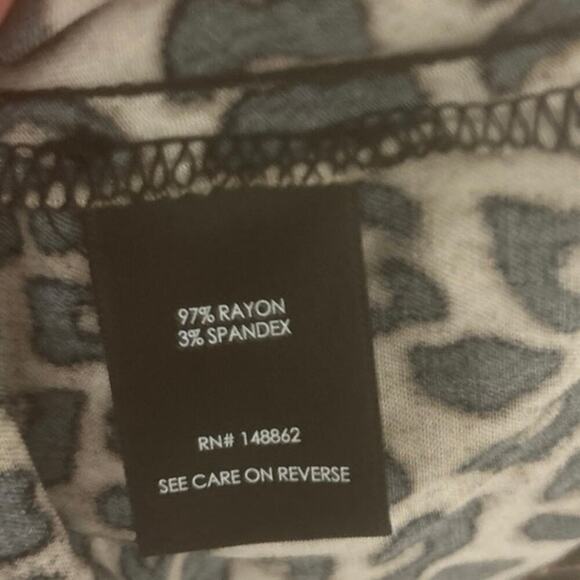 97% RAYON
3% SPANDEX
RN# 148862
SEE CARE ON REVERSE